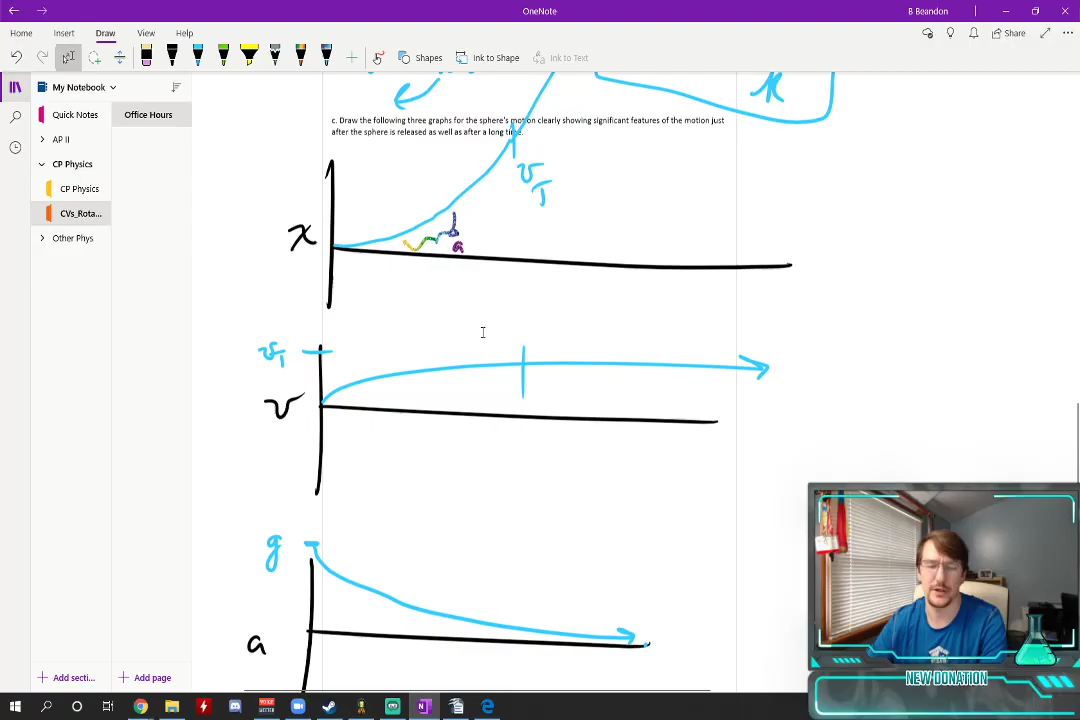 OneNote
B Beandon
Home
Insert
Draw
View
Help
Share
Shapes
Ink to Shape
Ink to Text
My Notebook
Quick Notes
AP II
CP Physics
CP Physics
CVs_Rota...
Other Phys
Office Hours
c. Draw the following three graphs for the sphere's motion clearly showing significant features of the motion just
after the sphere is released as well as after a long time.
v_T
x
a
v_T
v
g
a
Add secti...
Add page
NEW DONATION